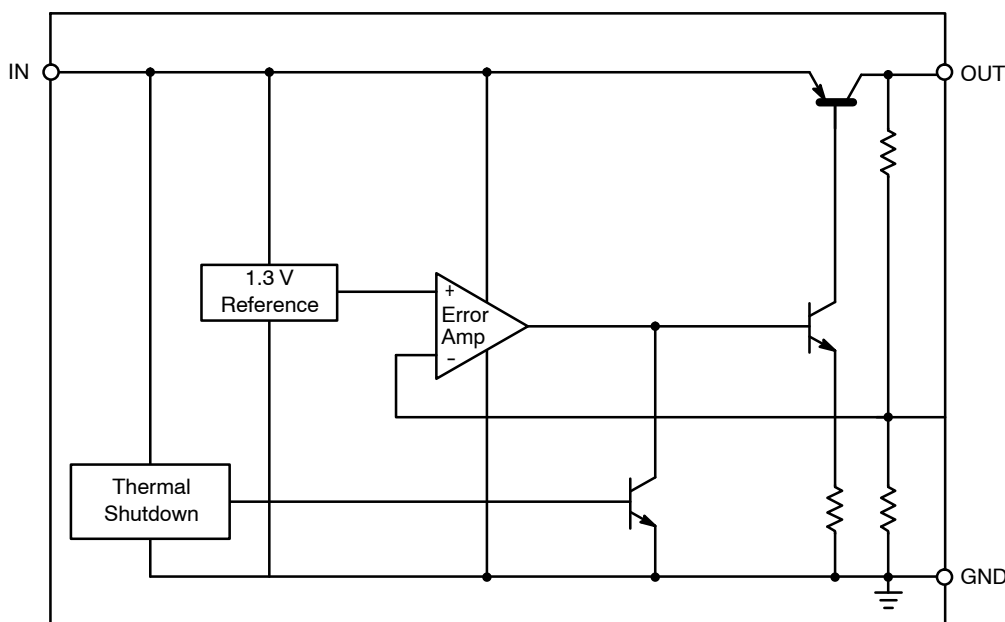 IN
OUT
1.3 V
Reference
+
Error
Amp
−
Thermal
Shutdown
GND